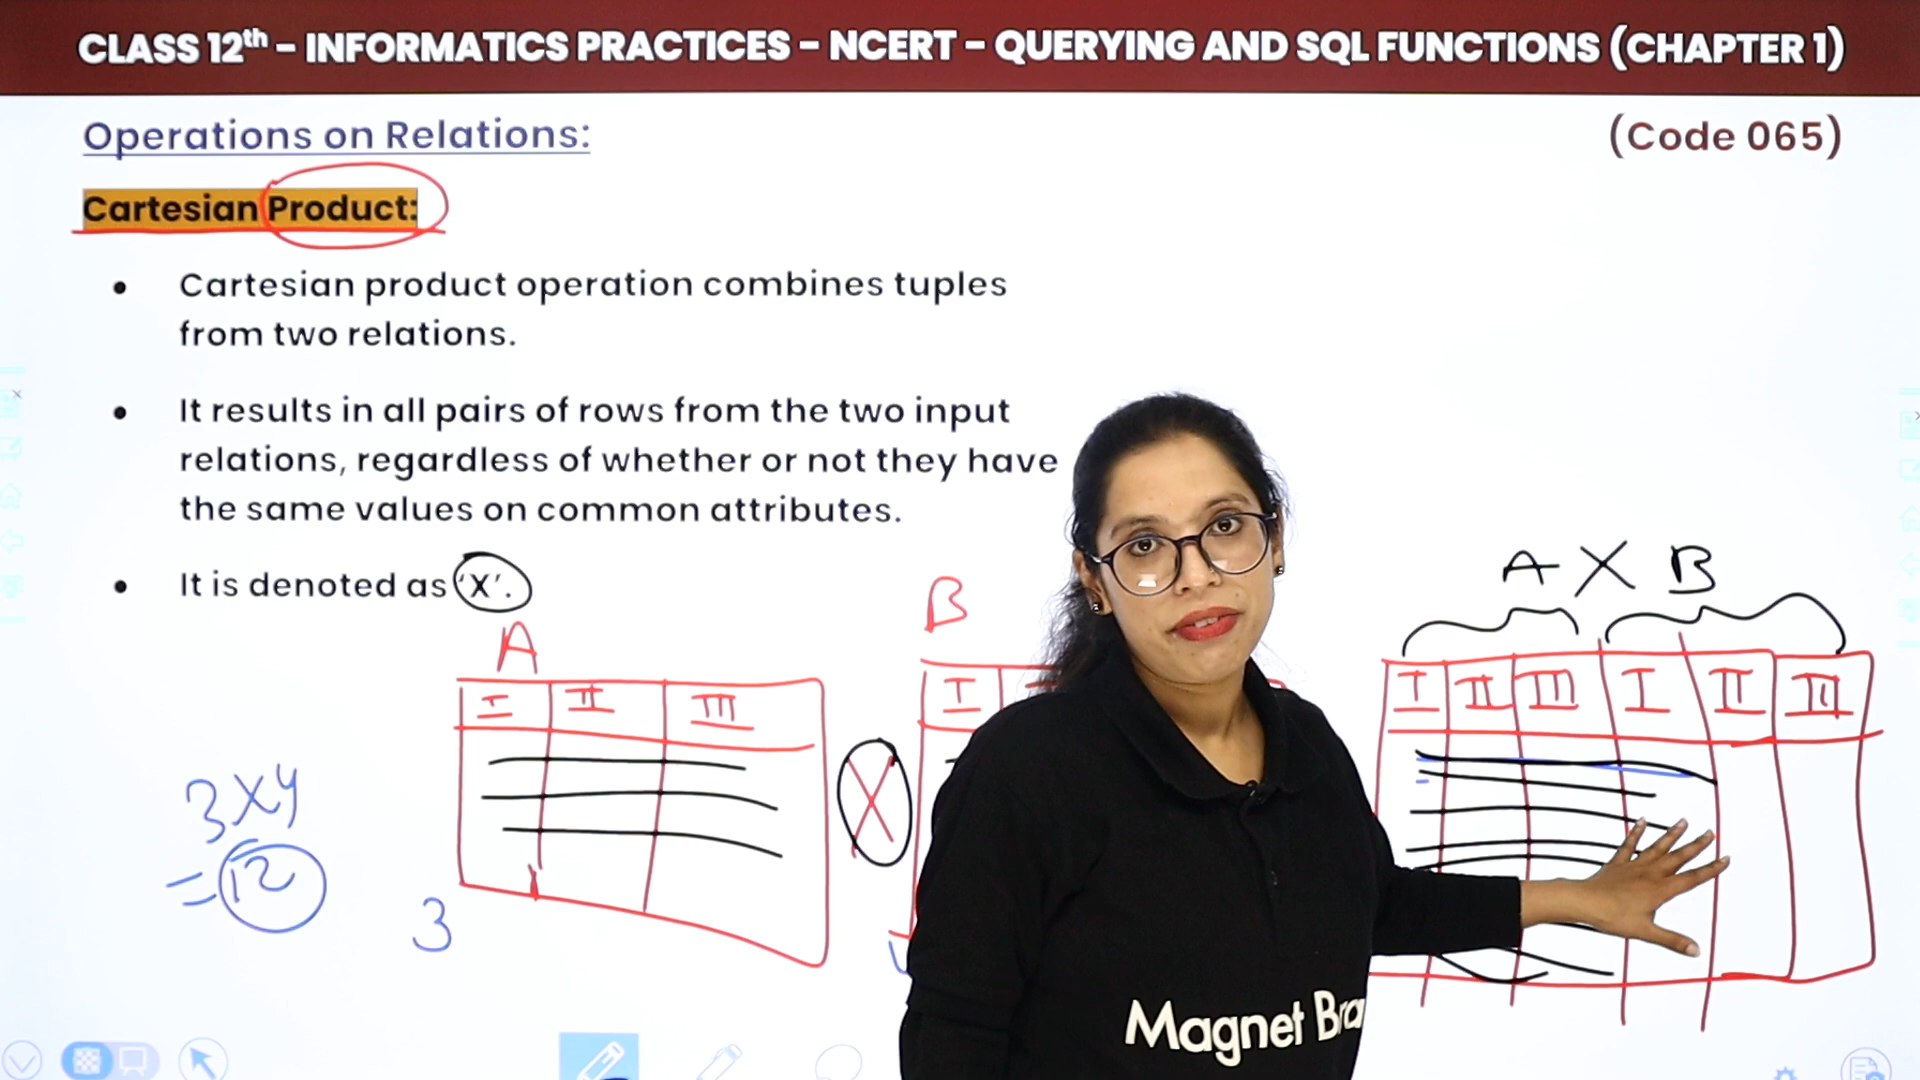 CLASS 12th – INFORMATICS PRACTICES – NCERT – QUERYING AND SQL FUNCTIONS (CHAPTER 1)
Operations on Relations:
(Code 065)
Cartesian Product:
• Cartesian product operation combines tuples
from two relations.
• It results in all pairs of rows from the two input
relations, regardless of whether or not they have
the same values on common attributes.
• It is denoted as 'X'.
A X B
A
B
I II III
I
I II III I II III
X
3X4
= 12
3
Magnet Bra